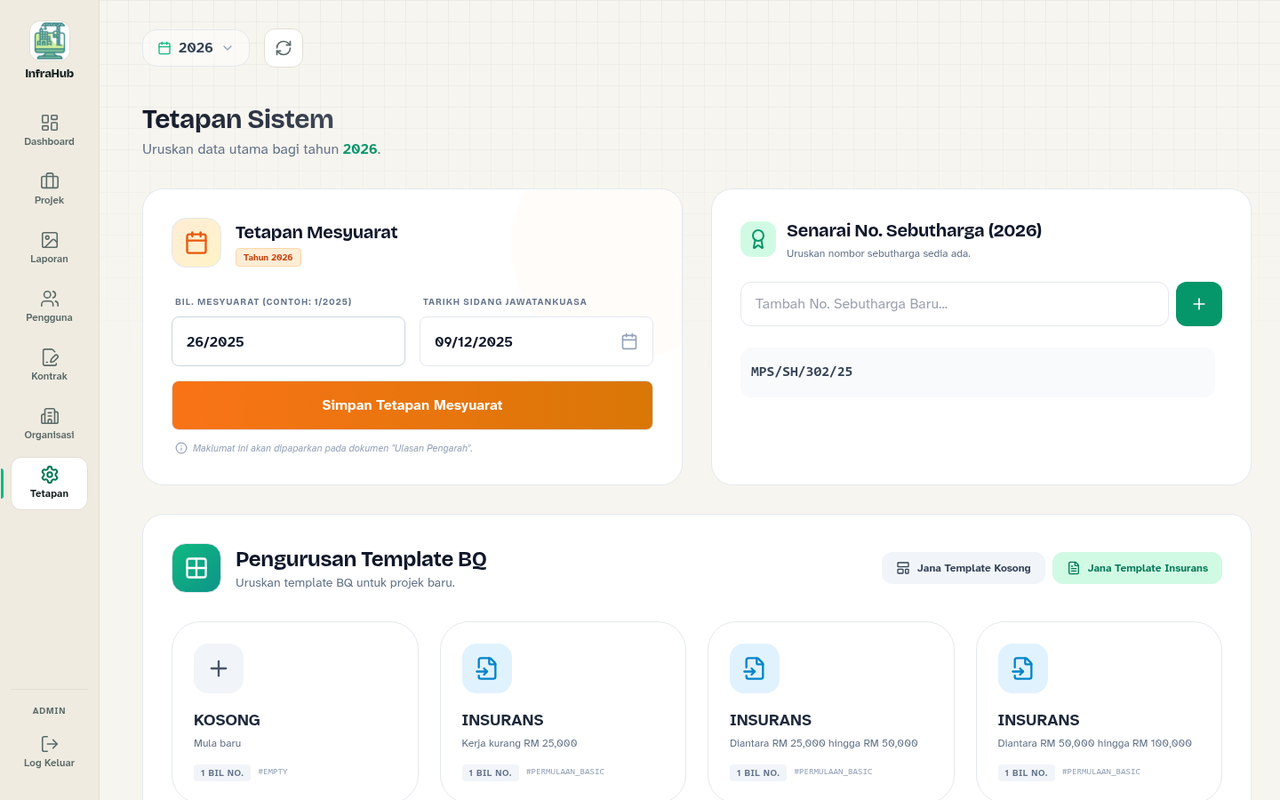 InfraHub
Dashboard
Projek
Laporan
Pengguna
Kontrak
Organisasi
Tetapan
ADMIN
Log Keluar
2026
Tetapan Sistem
Uruskan data utama bagi tahun 2026.
Tetapan Mesyuarat
Tahun 2026
BIL. MESYUARAT (CONTOH: 1/2025)
TARIKH SIDANG JAWATANKUASA
26/2025
09/12/2025
Simpan Tetapan Mesyuarat
Maklumat ini akan dipaparkan pada dokumen "Ulasan Pengarah".
Senarai No. Sebutharga (2026)
Uruskan nombor sebutharga sedia ada.
Tambah No. Sebutharga Baru...
MPS/SH/302/25
Pengurusan Template BQ
Uruskan template BQ untuk projek baru.
Jana Template Kosong
Jana Template Insurans
KOSONG
Mula baru
1 BIL NO. #EMPTY
INSURANS
Kerja kurang RM 25,000
1 BIL NO. #PERMULAAN_BASIC
INSURANS
Diantara RM 25,000 hingga RM 50,000
1 BIL NO. #PERMULAAN_BASIC
INSURANS
Diantara RM 50,000 hingga RM 100,000
1 BIL NO. #PERMULAAN_BASIC